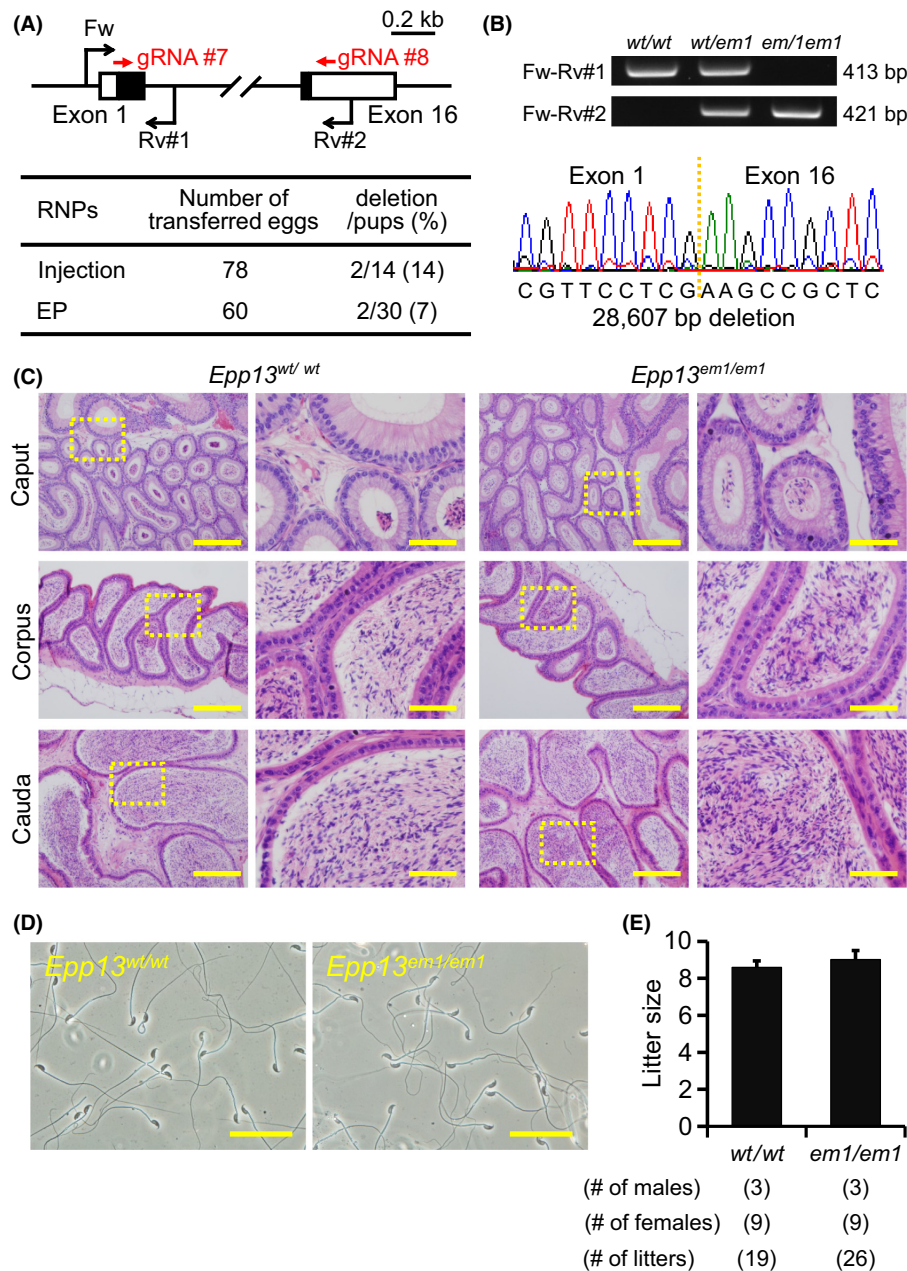 (A)
0.2 kb
Fw
gRNA #7
gRNA #8
Exon 1
Exon 16
Rv#1
Rv#2
RNPs
Number of transferred eggs
deletion /pups (%)
Injection 78 2/14 (14)
EP 60 2/30 (7)
(B)
wt/wt wt/em1 em/1em1
Fw-Rv#1 413 bp
Fw-Rv#2 421 bp
Exon 1 Exon 16
C G T T C C T C G A A G C C G C T C
28,607 bp deletion
(C)
Epp13wt/ wt
Epp13em1/em1
Caput
Corpus
Cauda
(D)
Epp13wt/wt
Epp13em1/em1
(E)
Litter size
10
8
6
4
2
0
wt/wt em1/em1
(# of males) (3) (3)
(# of females) (9) (9)
(# of litters) (19) (26)